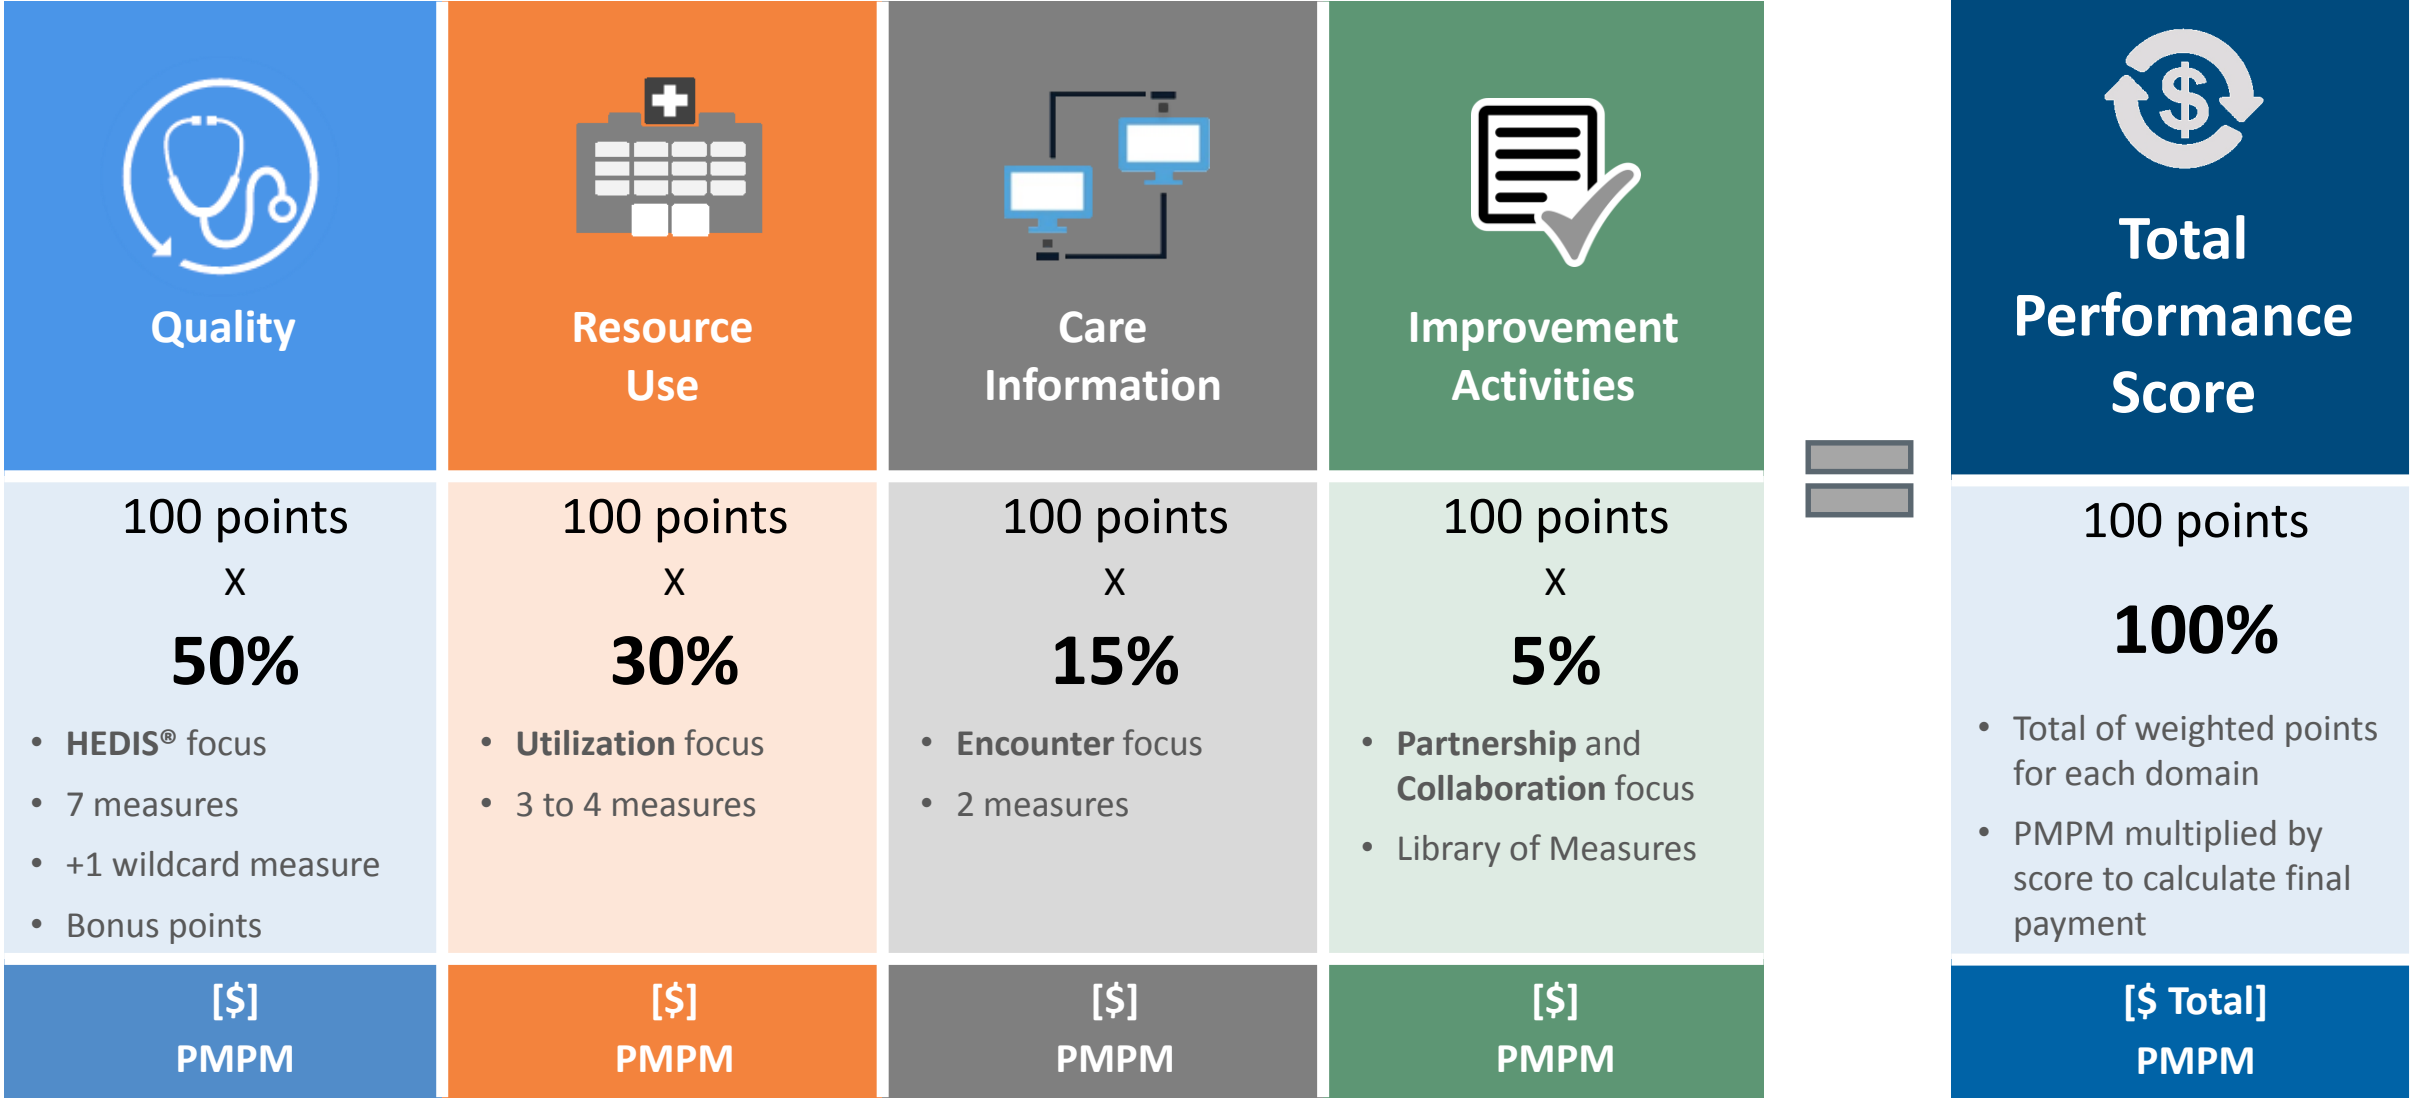 Quality
Resource
Use
Care
Information
Improvement
Activities
Total
Performance
Score
100 points
X
50%
• HEDIS® focus
• 7 measures
• +1 wildcard measure
• Bonus points
100 points
X
30%
• Utilization focus
• 3 to 4 measures
100 points
X
15%
• Encounter focus
• 2 measures
100 points
X
5%
• Partnership and
Collaboration focus
• Library of Measures
100 points
100%
• Total of weighted points
for each domain
• PMPM multiplied by
score to calculate final
payment
[$]
PMPM
[$]
PMPM
[$]
PMPM
[$]
PMPM
[$ Total]
PMPM